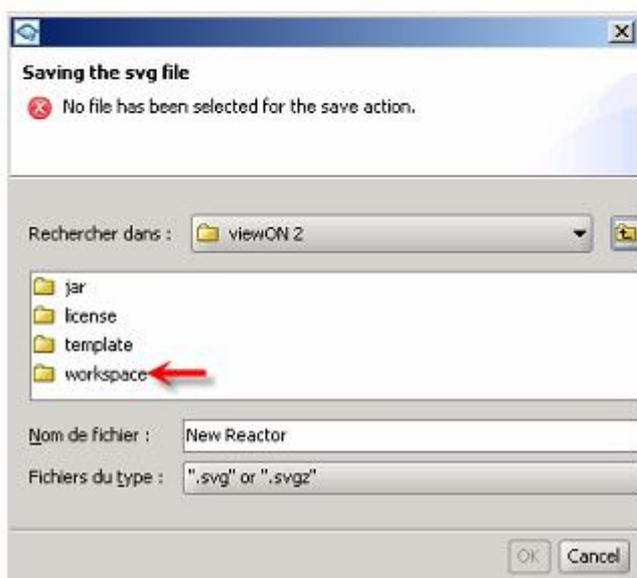 Saving the svg file
No file has been selected for the save action.
Rechercher dans : viewON 2
jar
license
template
workspace
Nom de fichier : New Reactor
Fichiers du type : ".svg" or ".svgz"
OK Cancel